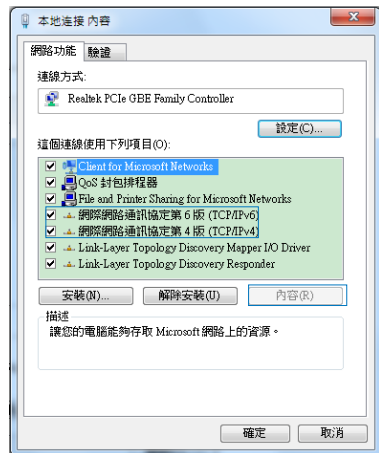 本地连接 內容
網路功能 驗證
連線方式:
Realtek PCIe GBE Family Controller
設定(C)...
這個連線使用下列項目(O):
Client for Microsoft Networks
QoS 封包排程器
File and Printer Sharing for Microsoft Networks
網際網路通訊協定第 6 版 (TCP/IPv6)
網際網路通訊協定第 4 版 (TCP/IPv4)
Link-Layer Topology Discovery Mapper I/O Driver
Link-Layer Topology Discovery Responder
安裝(N)... 解除安裝(U) 內容(R)
描述
讓您的電腦能夠存取 Microsoft 網路上的資源。
確定 取消